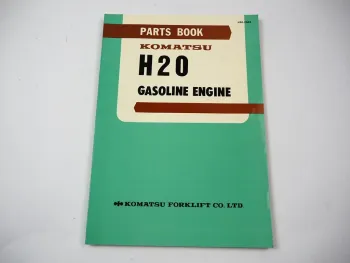 PARTS BOOK
KOMATSU
H20
GASOLINE ENGINE
KOMATSU FORKLIFT CO. LTD.